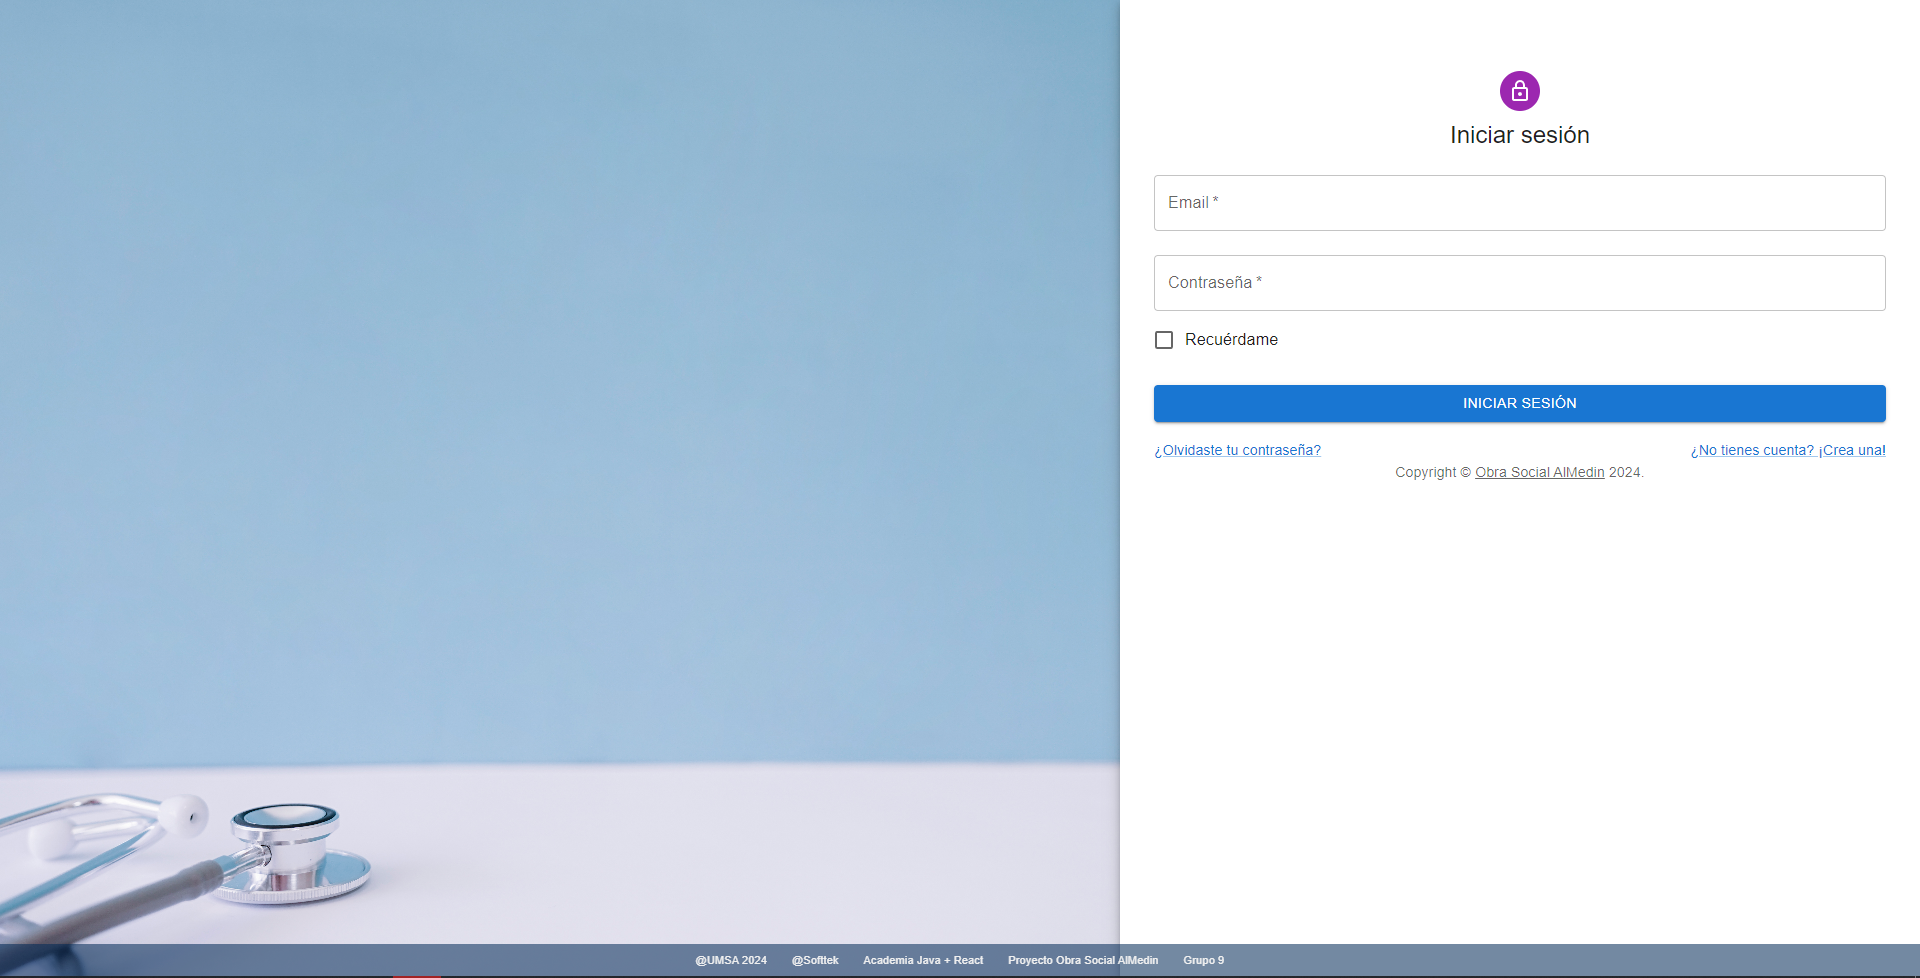 Iniciar sesión
Email *
Contraseña *
Recuérdame
INICIAR SESIÓN
¿Olvidaste tu contraseña? ¿No tienes cuenta? ¡Crea una!
Copyright © Obra Social AlMedin 2024.
@UMSA 2024 @Softtek Academia Java + React Proyecto Obra Social AlMedin Grupo 9